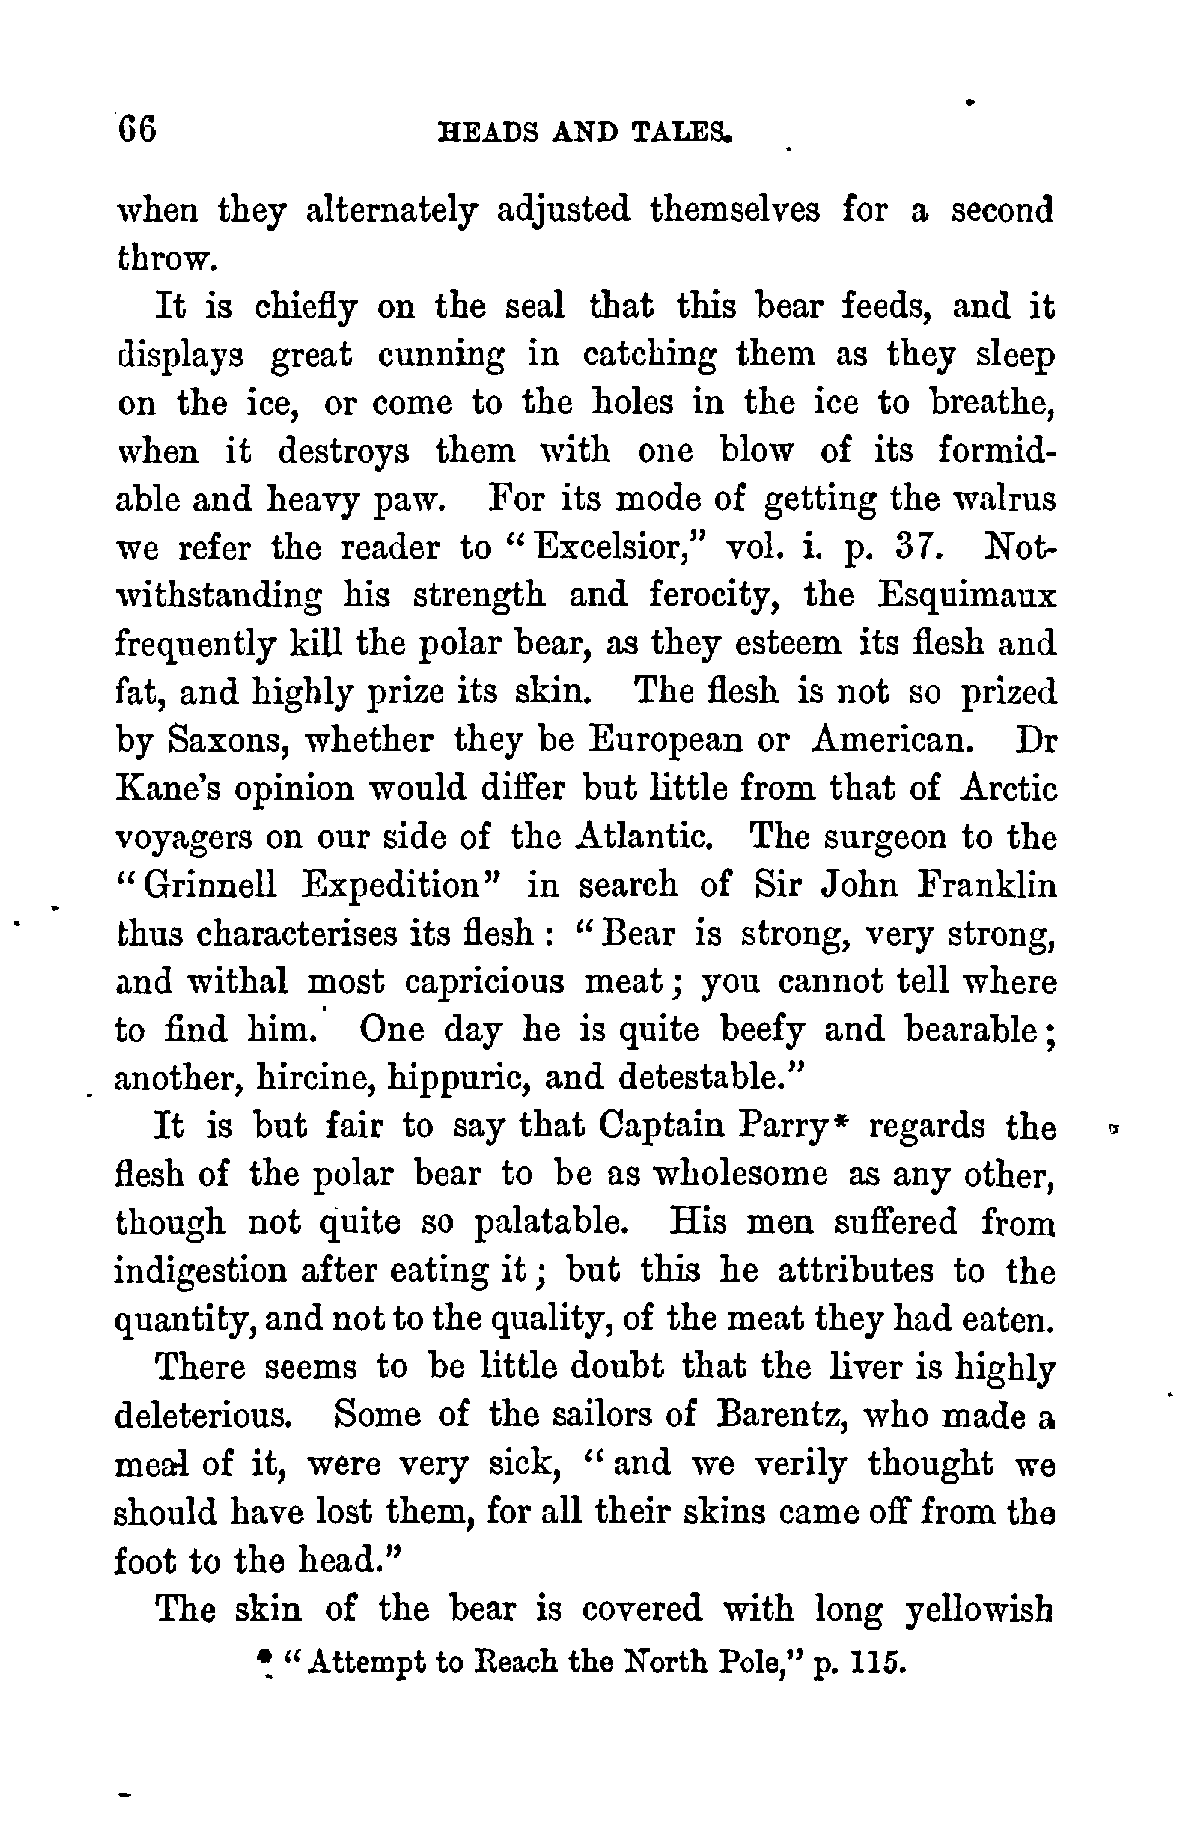 66 HEADS AND TALES.
when they alternately adjusted themselves for a second
throw.
It is chiefly on the seal that this bear feeds, and it
displays great cunning in catching them as they sleep
on the ice, or come to the holes in the ice to breathe,
when it destroys them with one blow of its formid-
able and heavy paw. For its mode of getting the walrus
we refer the reader to “Excelsior,” vol. i. p. 37. Not-
withstanding his strength and ferocity, the Esquimaux
frequently kill the polar bear, as they esteem its flesh and
fat, and highly prize its skin. The flesh is not so prized
by Saxons, whether they be European or American. Dr
Kane’s opinion would differ but little from that of Arctic
voyagers on our side of the Atlantic. The surgeon to the
“Grinnell Expedition” in search of Sir John Franklin
thus characterises its flesh : “Bear is strong, very strong,
and withal most capricious meat ; you cannot tell where
to find him. One day he is quite beefy and bearable ;
another, hircine, hippuric, and detestable.”
It is but fair to say that Captain Parry* regards the
flesh of the polar bear to be as wholesome as any other,
though not quite so palatable. His men suffered from
indigestion after eating it ; but this he attributes to the
quantity, and not to the quality, of the meat they had eaten.
There seems to be little doubt that the liver is highly
deleterious. Some of the sailors of Barentz, who made a
meal of it, were very sick, “and we verily thought we
should have lost them, for all their skins came off from the
foot to the head.”
The skin of the bear is covered with long yellowish
* “Attempt to Reach the North Pole,” p. 115.